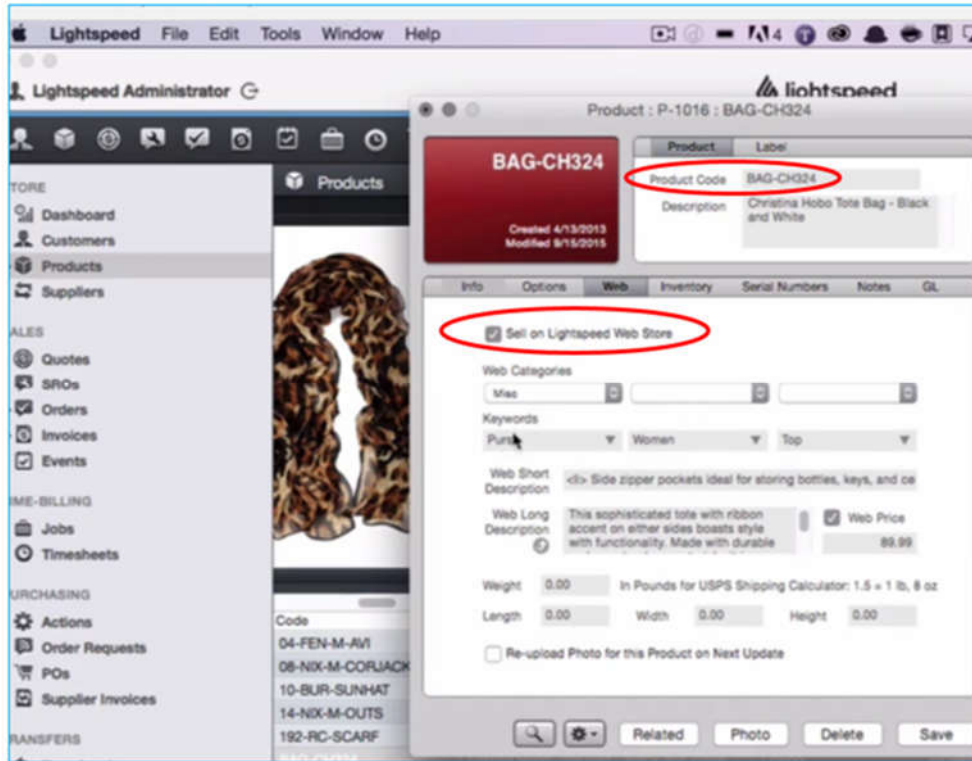 Lightspeed File Edit Tools Window Help 4
Lightspeed Administrator
lightspeed
Product : P-1016 : BAG-CH324
BAG-CH324
Created 4/13/2013
Modified 9/15/2015
Product Label
Product Code BAG-CH324
Description Christina Hobo Tote Bag - Black
and White
Products
TORE
Dashboard
Customers
Products
Suppliers
ALES
Quotes
SROs
Orders
Invoices
Events
IME-BILLING
Jobs
Timesheets
URCHASING
Actions
Order Requests
POs
Supplier Invoices
RANSFERS
Info Options Web Inventory Serial Numbers Notes GL
Sell on Lightspeed Web Store
Web Categories
Misc
Keywords
Purs Women Top
Web Short
Description
<li> Side zipper pockets ideal for storing bottles, keys, and ce
Web Long
Description
This sophisticated tote with ribbon
accent on either sides boasts style
with functionality. Made with durable
Web Price
89.99
Weight 0.00 In Pounds for USPS Shipping Calculator: 1.5 = 1 lb, 8 oz
Length 0.00 Width 0.00 Height 0.00
Re-upload Photo for this Product on Next Update
Code
04-FEN-M-AVI
08-NIX-M-CORJACK
10-BUR-SUNHAT
14-NIX-M-OUTS
192-RC-SCARF
BAG-CH324
Related Photo Delete Save